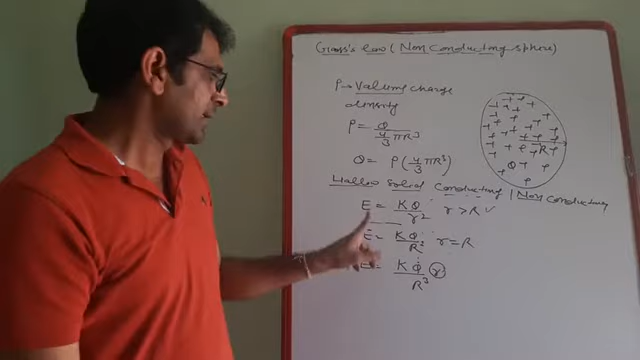 Gauss's law ( Non Conducting sphere)
ρ → Volume charge
density
ρ = Q / 4/3 πR³
Q = ρ (4/3 πR³)
Hallow solid conducting | Non conducting
E = KQ / r² r > R ✓
E = KQ / R² r = R
E = KQ / R³ r
R
Q